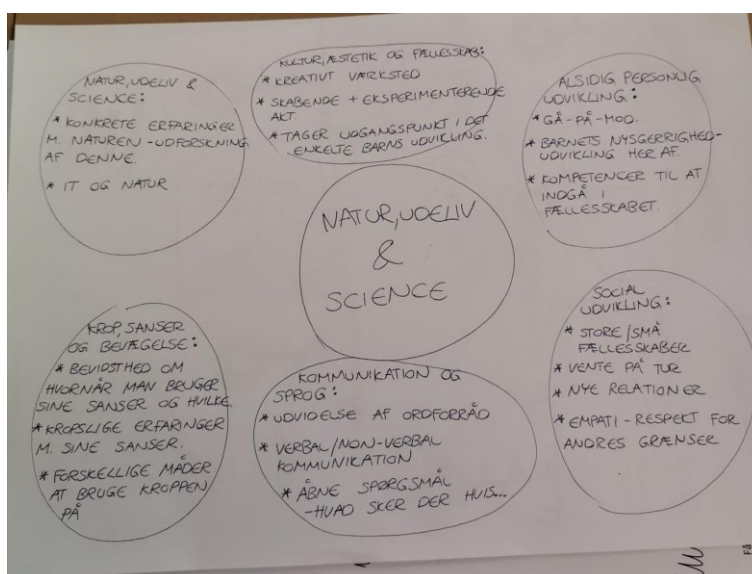 NATUR, UDELIV &
SCIENCE:
* KONKRETE ERFARINGER
M. NATUREN - UDFORSKNING
AF DENNE.
* IT OG NATUR
KULTUR, ÆSTETIK OG FÆLLESSKAB:
* KREATIVT VÆRKSTED
* SKABENDE + EKSPERIMENTERENDE
AKT.
* TAGER UDGANGSPUNKT I DET
ENKELTE BARNS UDVIKLING.
ALSIDIG PERSONLIG
UDVIKLING:
* GÅ-PÅ-MOD.
* BARNETS NYSGERRIGHED-
UDVIKLING HER AF.
* KOMPETENCER TIL AT
INDGÅ I
FÆLLESSKABET.
NATUR, UDELIV
&
SCIENCE
KROP, SANSER
OG BEVÆGELSE:
* BEVIDSTHED OM
HVORNÅR MAN BRUGER
SINE SANSER OG HVILKE.
* KROPSLIGE ERFARINGER
M. SINE SANSER.
* FORSKELLIGE MÅDER
AT BRUGE KROPPEN
PÅ
KOMMUNIKATION OG
SPROG:
* UDVIDELSE AF ORDFORRÅD
* VERBAL/NON-VERBAL
KOMMUNIKATION
* ÅBNE SPØRGSMÅL
- HVAD SKER DER HVIS...
SOCIAL
UDVIKLING:
* STORE/SMÅ
FÆLLESSKABER
* VENTE PÅ TUR
* NYE RELATIONER
* EMPATI - RESPEKT FOR
ANDRES GRÆNSER